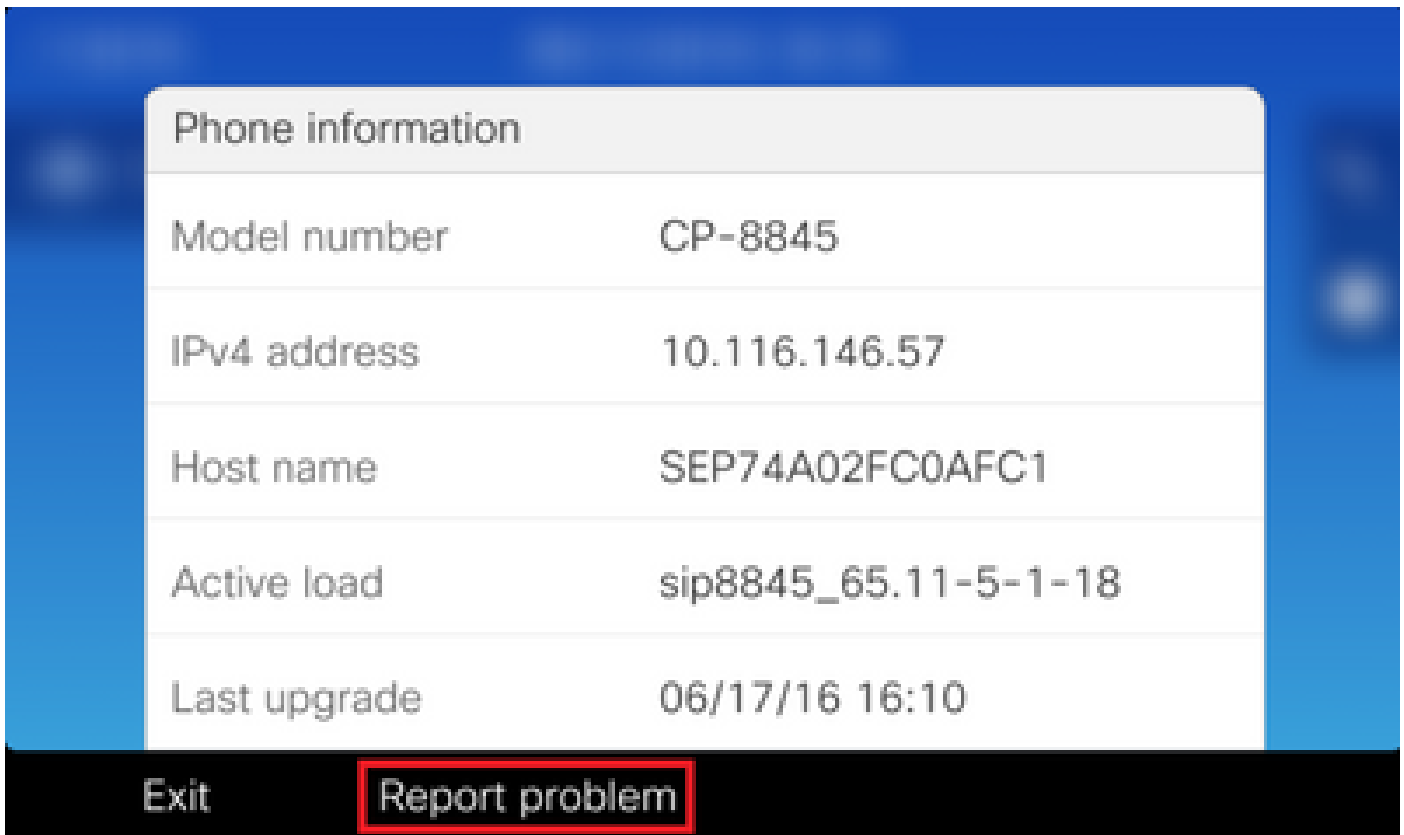 Phone information
Model number CP-8845
IPv4 address 10.116.146.57
Host name SEP74A02FC0AFC1
Active load sip8845_65.11-5-1-18
Last upgrade 06/17/16 16:10
Exit Report problem